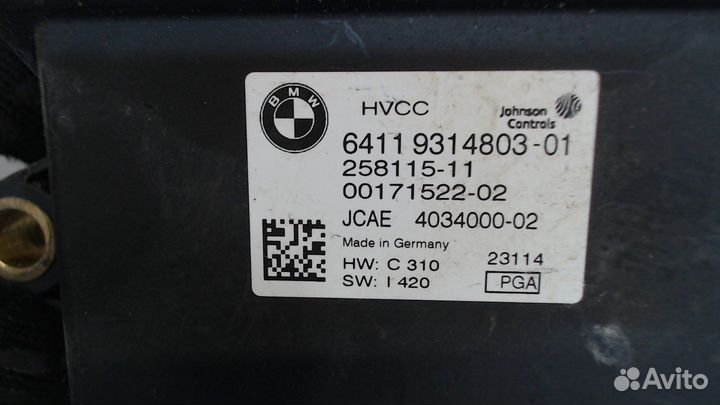 BMW
HVCC
Johnson Controls
6411 9314803-01
258115-11
00171522-02
JCAE 4034000-02
Made in Germany
23114
HW: C 310
SW: I 420
PGA
Avito